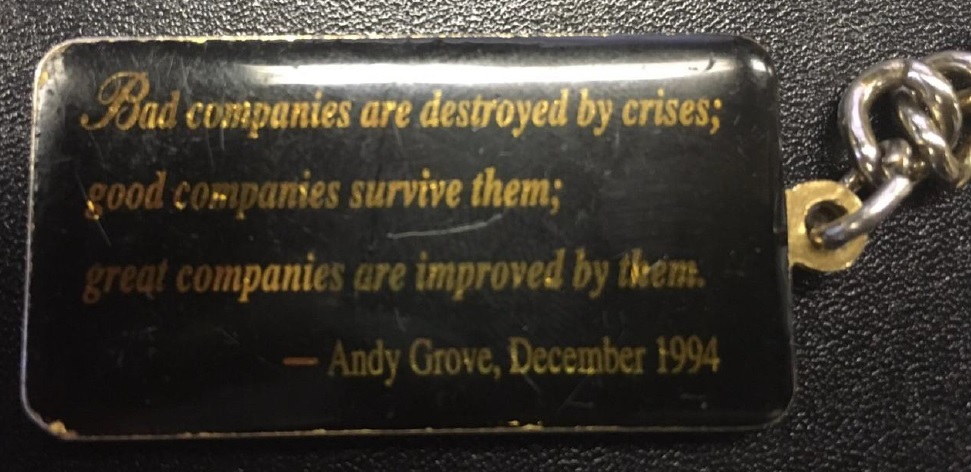 Bad companies are destroyed by crises;
good companies survive them;
great companies are improved by them.
— Andy Grove, December 1994